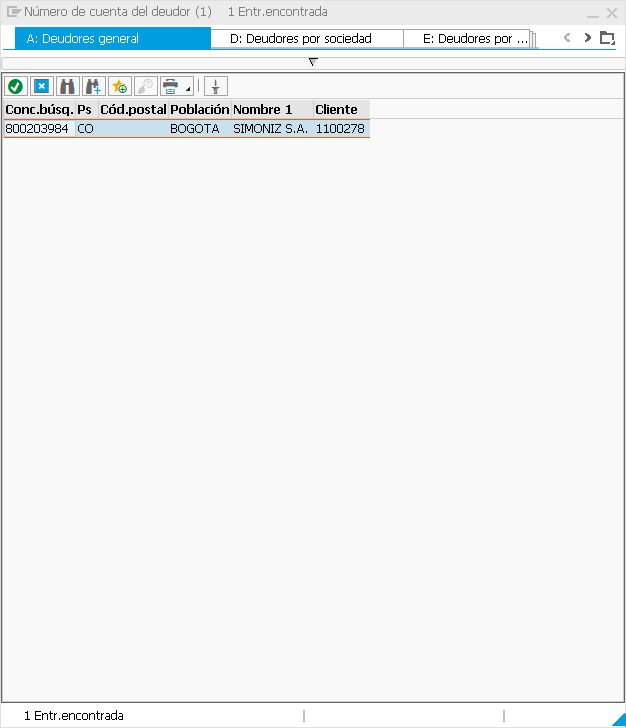 Número de cuenta del deudor (1) 1 Entr.encontrada
A: Deudores general D: Deudores por sociedad E: Deudores por ...
Conc.búsq. Ps Cód.postal Población Nombre 1 Cliente
800203984 CO BOGOTA SIMONIZ S.A. 1100278
1 Entr.encontrada